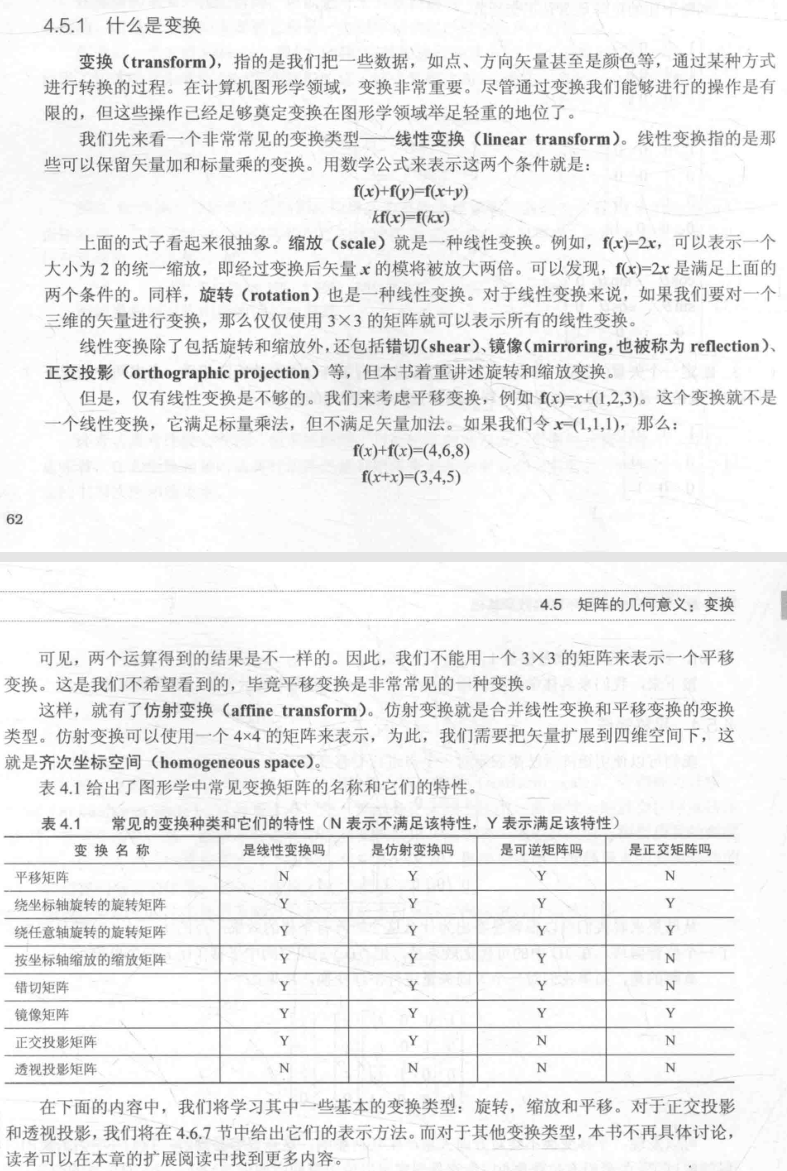 4.5.1 什么是变换
变换（transform），指的是我们把一些数据，如点、方向矢量甚至是颜色等，通过某种方式
进行转换的过程。在计算机图形学领域，变换非常重要。尽管通过变换我们能够进行的操作是有
限的，但这些操作已经足够奠定变换在图形学领域举足轻重的地位了。
我们先来看一个非常常见的变换类型——线性变换（linear transform）。线性变换指的是那
些可以保留矢量加和标量乘的变换。用数学公式来表示这两个条件就是：
f(x)+f(y)=f(x+y)
kf(x)=f(kx)
上面的式子看起来很抽象。缩放（scale）就是一种线性变换。例如，f(x)=2x，可以表示一个
大小为 2 的统一缩放，即经过变换后矢量 x 的模将被放大两倍。可以发现，f(x)=2x 是满足上面的
两个条件的。同样，旋转（rotation）也是一种线性变换。对于线性变换来说，如果我们要对一个
三维的矢量进行变换，那么仅仅使用 3×3 的矩阵就可以表示所有的线性变换。
线性变换除了包括旋转和缩放外，还包括错切（shear）、镜像（mirroring，也被称为 reflection）、
正交投影（orthographic projection）等，但本书着重讲述旋转和缩放变换。
但是，仅有线性变换是不够的。我们来考虑平移变换，例如 f(x)=x+(1,2,3)。这个变换就不是
一个线性变换，它满足标量乘法，但不满足矢量加法。如果我们令 x=(1,1,1)，那么：
f(x)+f(x)=(4,6,8)
f(x+x)=(3,4,5)
62
4.5 矩阵的几何意义：变换
可见，两个运算得到的结果是不一样的。因此，我们不能用一个 3×3 的矩阵来表示一个平移
变换。这是我们不希望看到的，毕竟平移变换是非常常见的一种变换。
这样，就有了仿射变换（affine transform）。仿射变换就是合并线性变换和平移变换的变换
类型。仿射变换可以使用一个 4×4 的矩阵来表示，为此，我们需要把矢量扩展到四维空间下，这
就是齐次坐标空间（homogeneous space）。
表 4.1 给出了图形学中常见变换矩阵的名称和它们的特性。
表 4.1 常见的变换种类和它们的特性（N 表示不满足该特性，Y 表示满足该特性）
变 换 名 称 是线性变换吗 是仿射变换吗 是可逆矩阵吗 是正交矩阵吗
平移矩阵 N Y Y N
绕坐标轴旋转的旋转矩阵 Y Y Y Y
绕任意轴旋转的旋转矩阵 Y Y Y Y
按坐标轴缩放的缩放矩阵 Y Y Y N
错切矩阵 Y Y Y N
镜像矩阵 Y Y Y Y
正交投影矩阵 Y Y N N
透视投影矩阵 N N N N
在下面的内容中，我们将学习其中一些基本的变换类型：旋转，缩放和平移。对于正交投影
和透视投影，我们将在 4.6.7 节中给出它们的表示方法。而对于其他变换类型，本书不再具体讨论，
读者可以在本章的扩展阅读中找到更多内容。